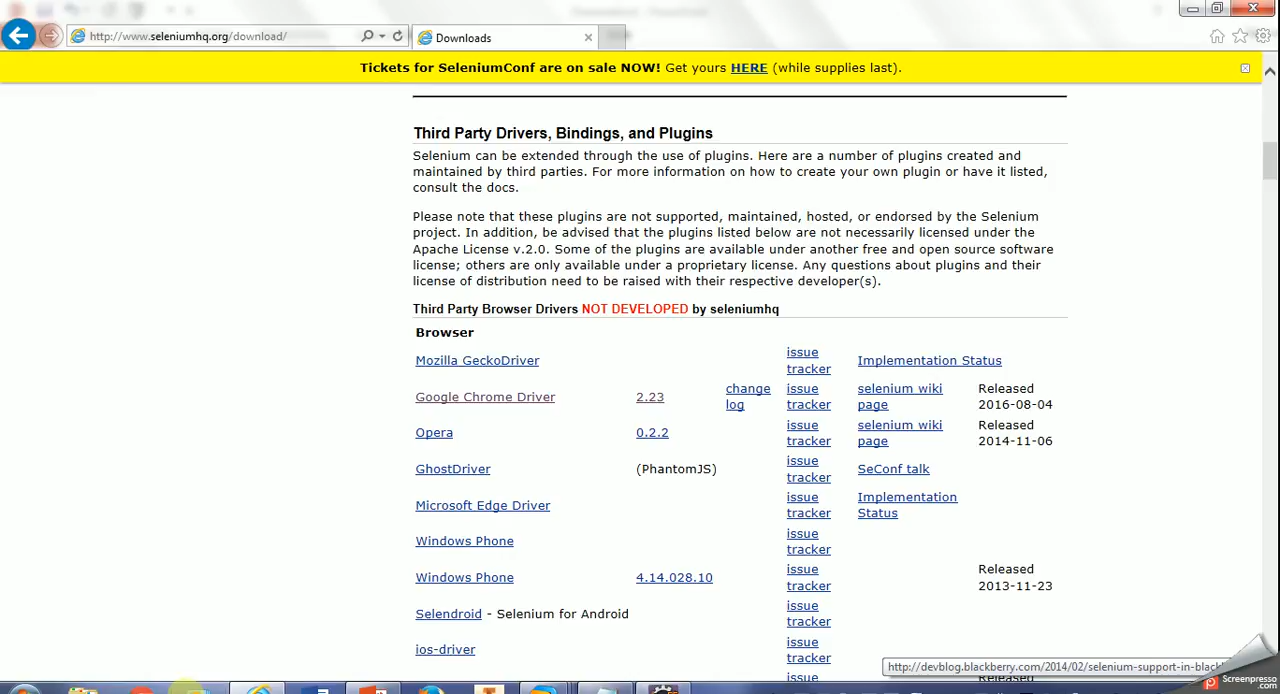 http://www.seleniumhq.org/download/
Downloads
Tickets for SeleniumConf are on sale NOW! Get yours HERE (while supplies last).
Third Party Drivers, Bindings, and Plugins
Selenium can be extended through the use of plugins. Here are a number of plugins created and
maintained by third parties. For more information on how to create your own plugin or have it listed,
consult the docs.
Please note that these plugins are not supported, maintained, hosted, or endorsed by the Selenium
project. In addition, be advised that the plugins listed below are not necessarily licensed under the
Apache License v.2.0. Some of the plugins are available under another free and open source software
license; others are only available under a proprietary license. Any questions about plugins and their
license of distribution need to be raised with their respective developer(s).
Third Party Browser Drivers NOT DEVELOPED by seleniumhq
Browser
Mozilla GeckoDriver issue tracker Implementation Status
Google Chrome Driver 2.23 change log issue tracker selenium wiki page Released 2016-08-04
Opera 0.2.2 issue tracker selenium wiki page Released 2014-11-06
GhostDriver (PhantomJS) issue tracker SeConf talk
Microsoft Edge Driver issue tracker Implementation Status
Windows Phone issue tracker
Windows Phone 4.14.028.10 issue tracker Released 2013-11-23
Selendroid - Selenium for Android issue tracker
ios-driver issue tracker
http://devblog.blackberry.com/2014/02/selenium-support-in-black
Screenpresso
.com